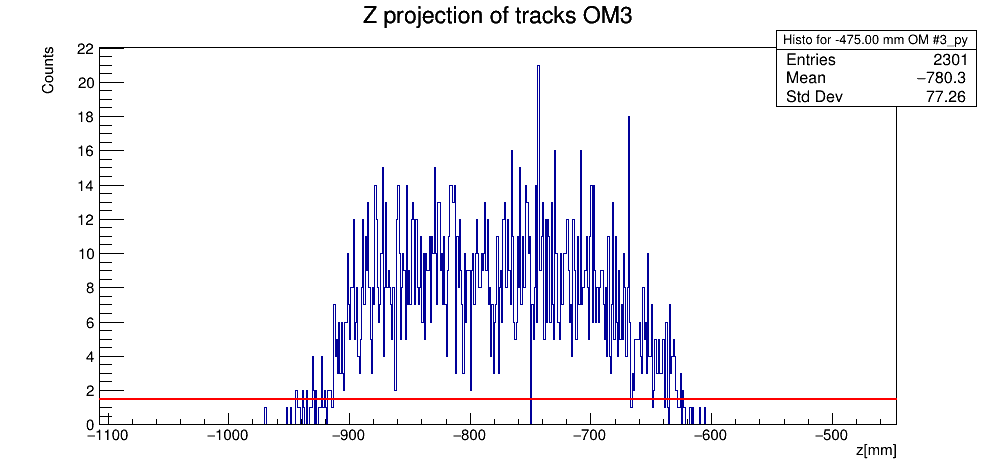 Z projection of tracks OM3
Histo for -475.00 mm OM #3_py
Entries 2301
Mean −780.3
Std Dev 77.26
Counts
22
20
18
16
14
12
10
8
6
4
2
0
−1100 −1000 −900 −800 −700 −600 −500
z[mm]